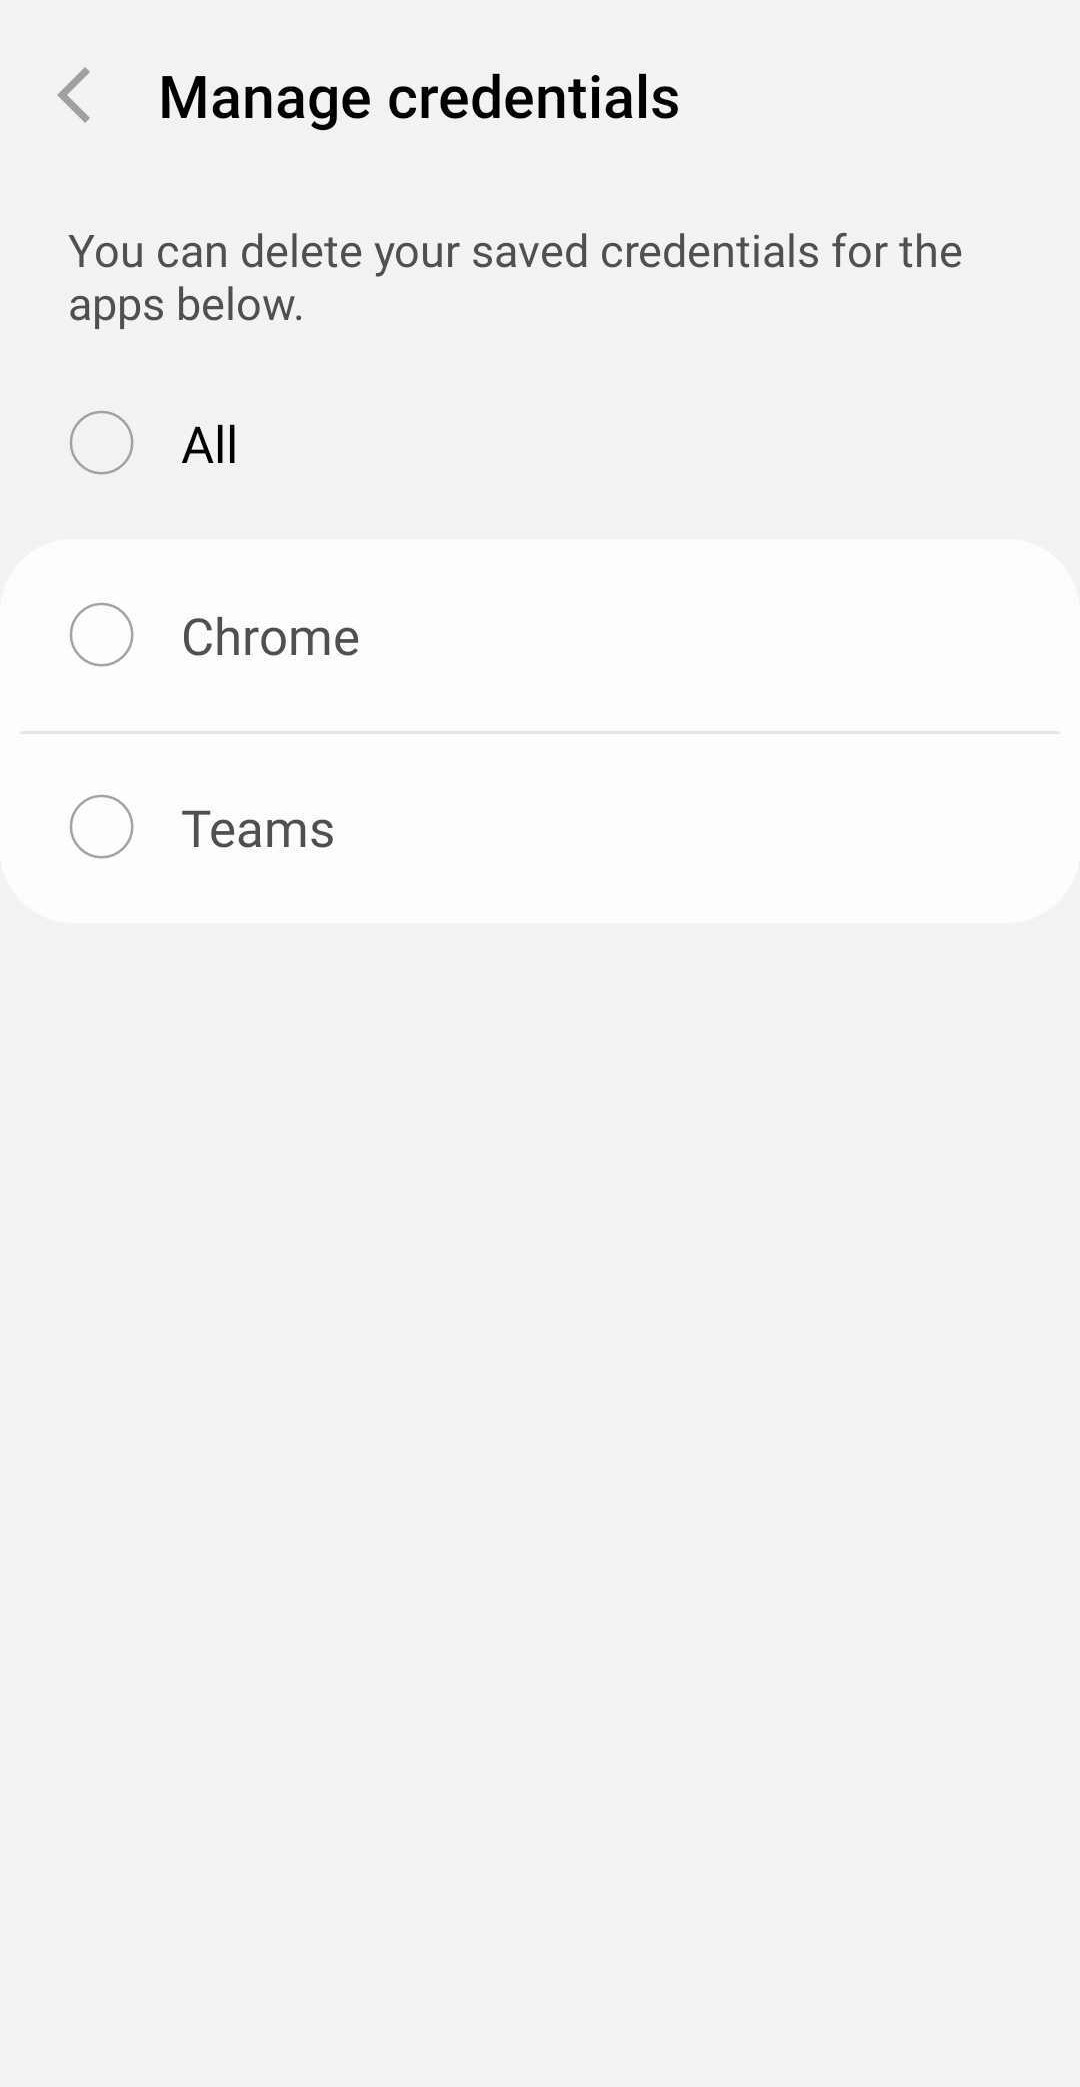 Manage credentials
You can delete your saved credentials for the
apps below.
All
Chrome
Teams